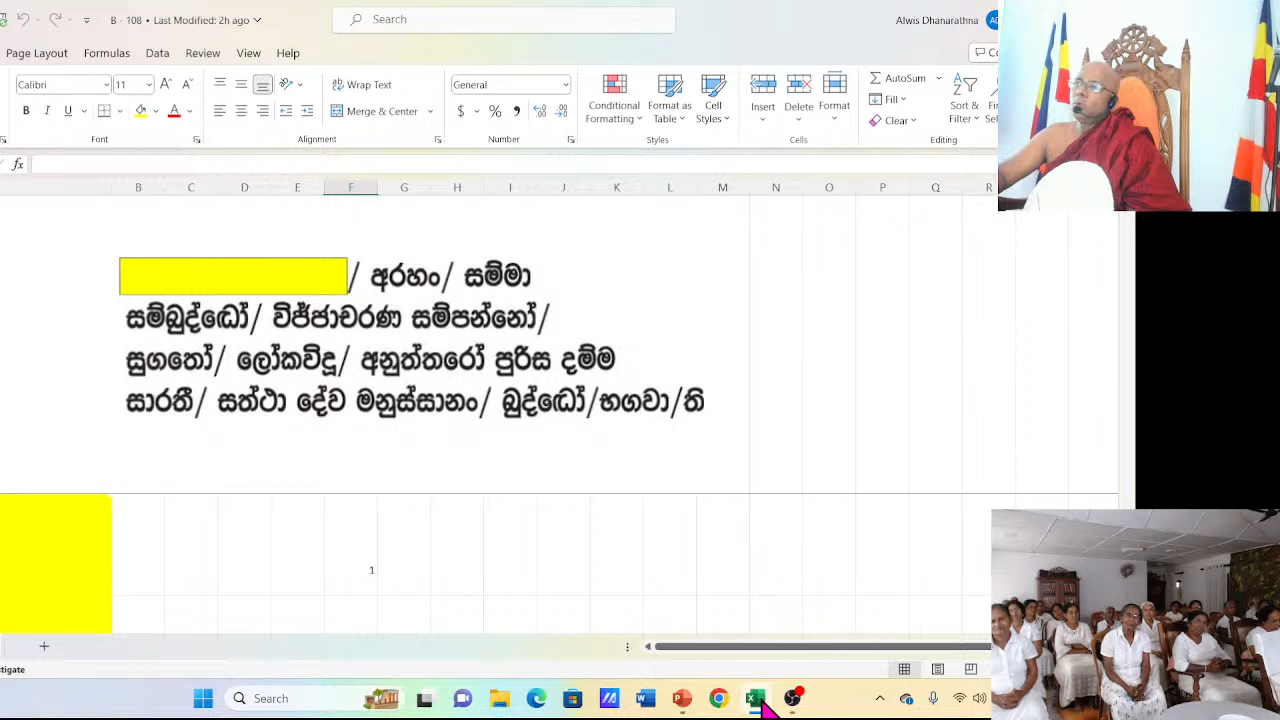 Search
B - 108 - Last Modified:
Alwis Dhanarathna
Page Layout Formulas Data Review View Help
Calibri 11 Wrap Text General AutoSum
B I U Merge & Center $ % Conditional Formatting Format as Table Cell Styles Insert Delete Format Fill Clear Sort & Filter
Font Alignment Number Styles Cells Editing
fx
B C D E F G H I J K L M N O P Q R
/ අරහං/ සම්මා
සම්බුද්ධෝ/ විජ්ජාචරණ සම්පන්නෝ/
සුගතෝ/ ලෝකවිදූ/ අනුත්තරෝ පුරිස දම්ම
සාරතී/ සත්ථා දේව මනුස්සානං/ බුද්ධෝ/භගවා/ති
1
Search